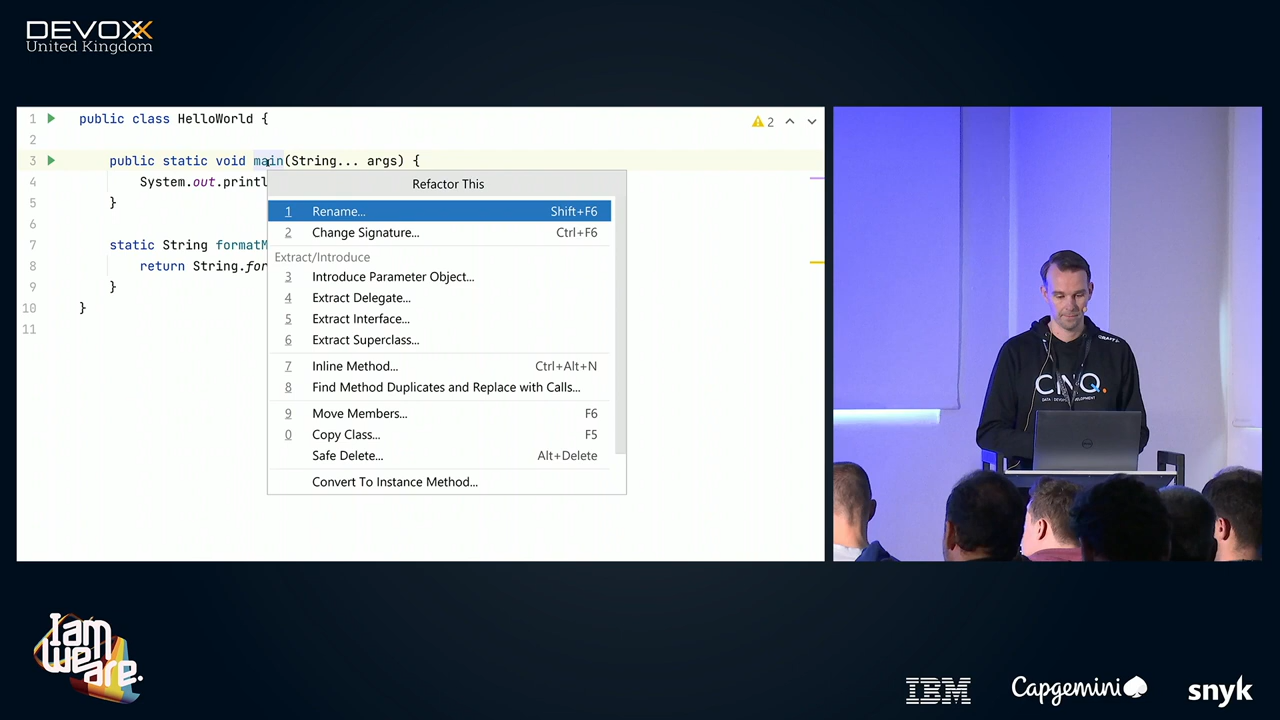 DEVOXX
United Kingdom
1 public class HelloWorld {
2
3 public static void main(String... args) {
4 System.out.printl
5 }
6
7 static String formatM
8 return String.for
9 }
10 }
11
2
Refactor This
1 Rename... Shift+F6
2 Change Signature... Ctrl+F6
Extract/Introduce
3 Introduce Parameter Object...
4 Extract Delegate...
5 Extract Interface...
6 Extract Superclass...
7 Inline Method... Ctrl+Alt+N
8 Find Method Duplicates and Replace with Calls...
9 Move Members... F6
0 Copy Class... F5
Safe Delete... Alt+Delete
Convert To Instance Method...
DELL
I am
We are.
IBM
Capgemini
snyk